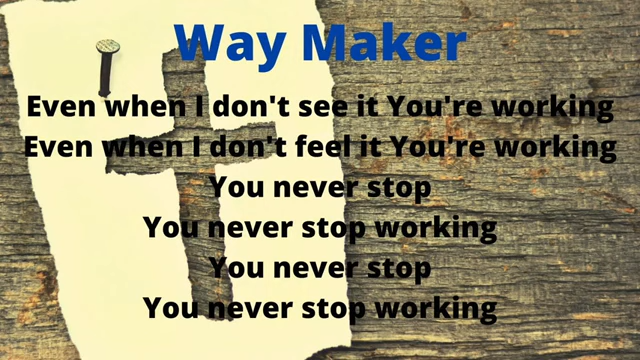 Way Maker
Even when I don't see it You're working
Even when I don't feel it You're working
You never stop
You never stop working
You never stop
You never stop working